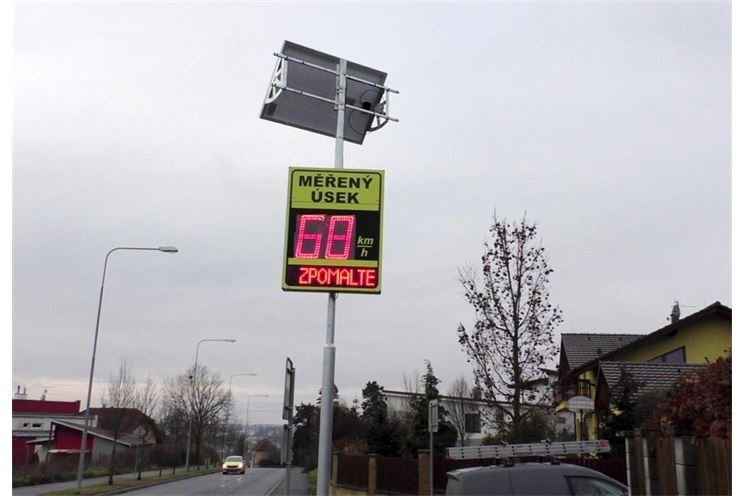 MĚŘENÝ
ÚSEK
68 km/h
ZPOMALTE